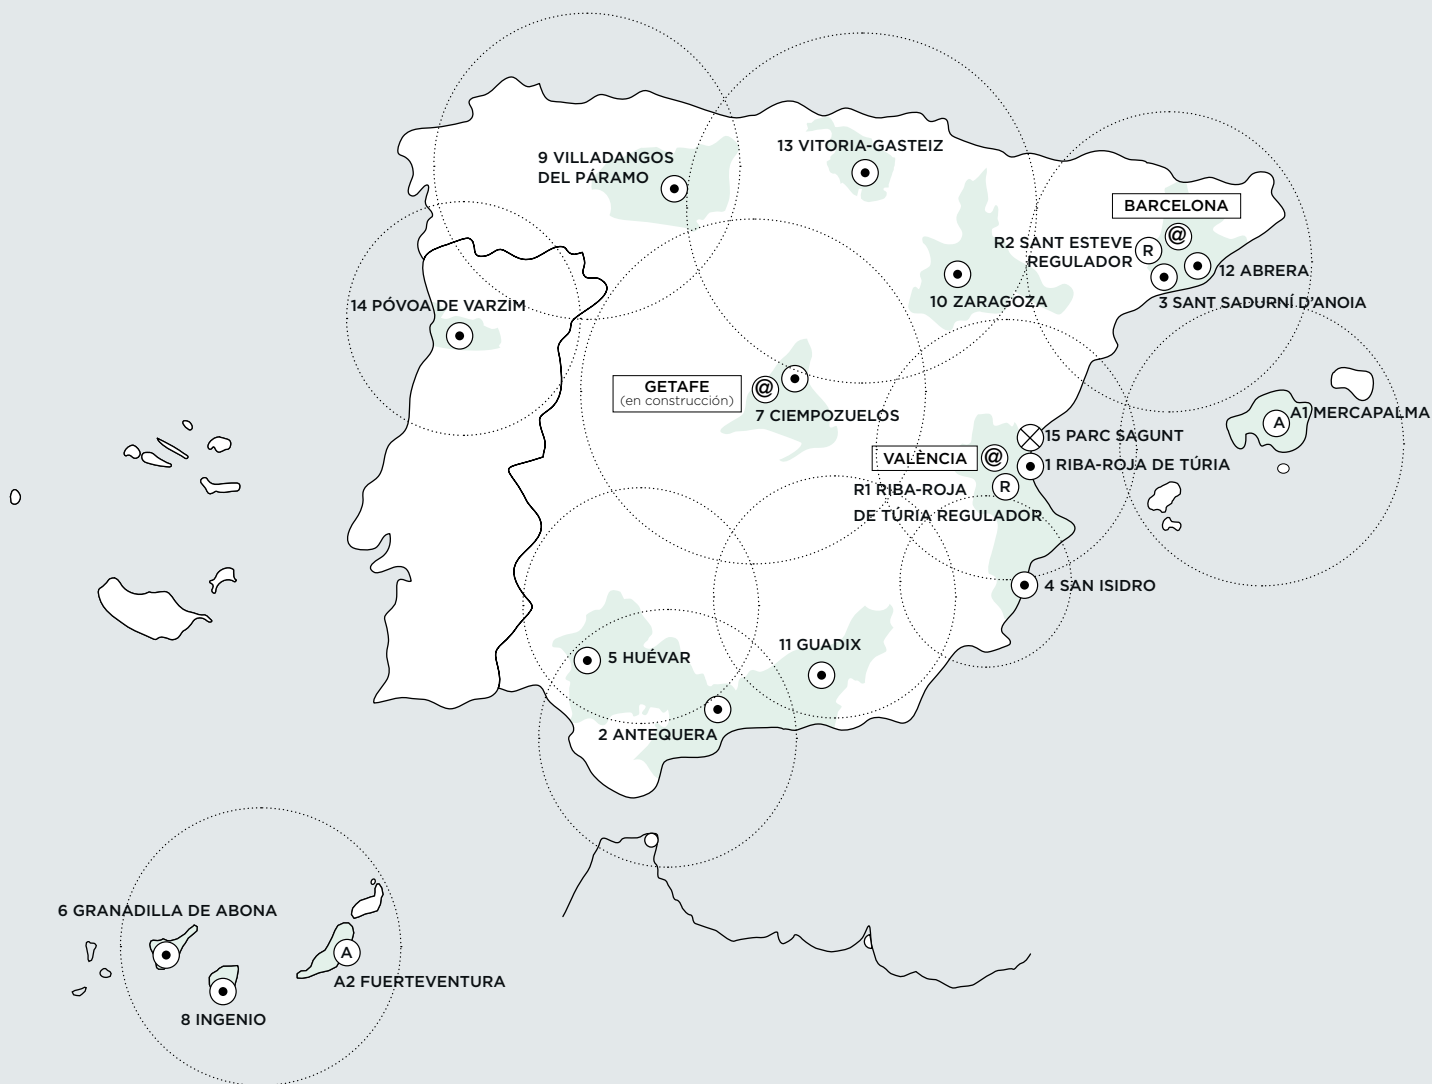 9 VILLADANGOS
DEL PÁRAMO
13 VITORIA-GASTEIZ
BARCELONA
@
R2 SANT ESTEVE
REGULADOR
R
12 ABRERA
3 SANT SADURNÍ D'ANOIA
10 ZARAGOZA
14 PÓVOA DE VARZIM
GETAFE
(en construcción)
@
7 CIEMPOZUELOS
A1 MERCAPALMA
A
15 PARC SAGUNT
VALÈNCIA
@
1 RIBA-ROJA DE TÚRIA
R1 RIBA-ROJA
DE TÚRIA REGULADOR
R
4 SAN ISIDRO
5 HUÉVAR
11 GUADIX
2 ANTEQUERA
6 GRANADILLA DE ABONA
A
A2 FUERTEVENTURA
8 INGENIO